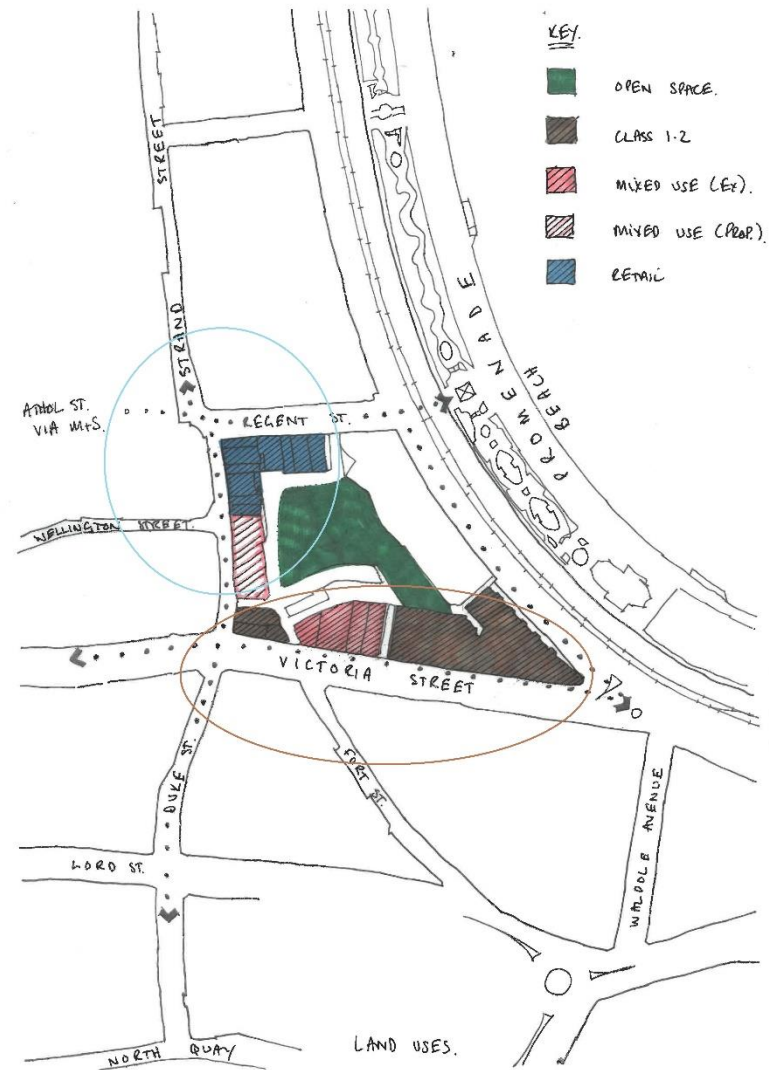 KEY.
OPEN SPACE.
CLASS 1-2
MIXED USE (EX).
MIXED USE (PROP.).
RETAIL
STREET
STRAND
PROMENADE
BEACH
ATHOL ST.
VIA M+S.
REGENT ST.
WELLINGTON STREET.
VICTORIA STREET
DUKE ST.
FORT ST.
LORD ST.
WALPOLE AVENUE
NORTH QUAY
LAND USES.